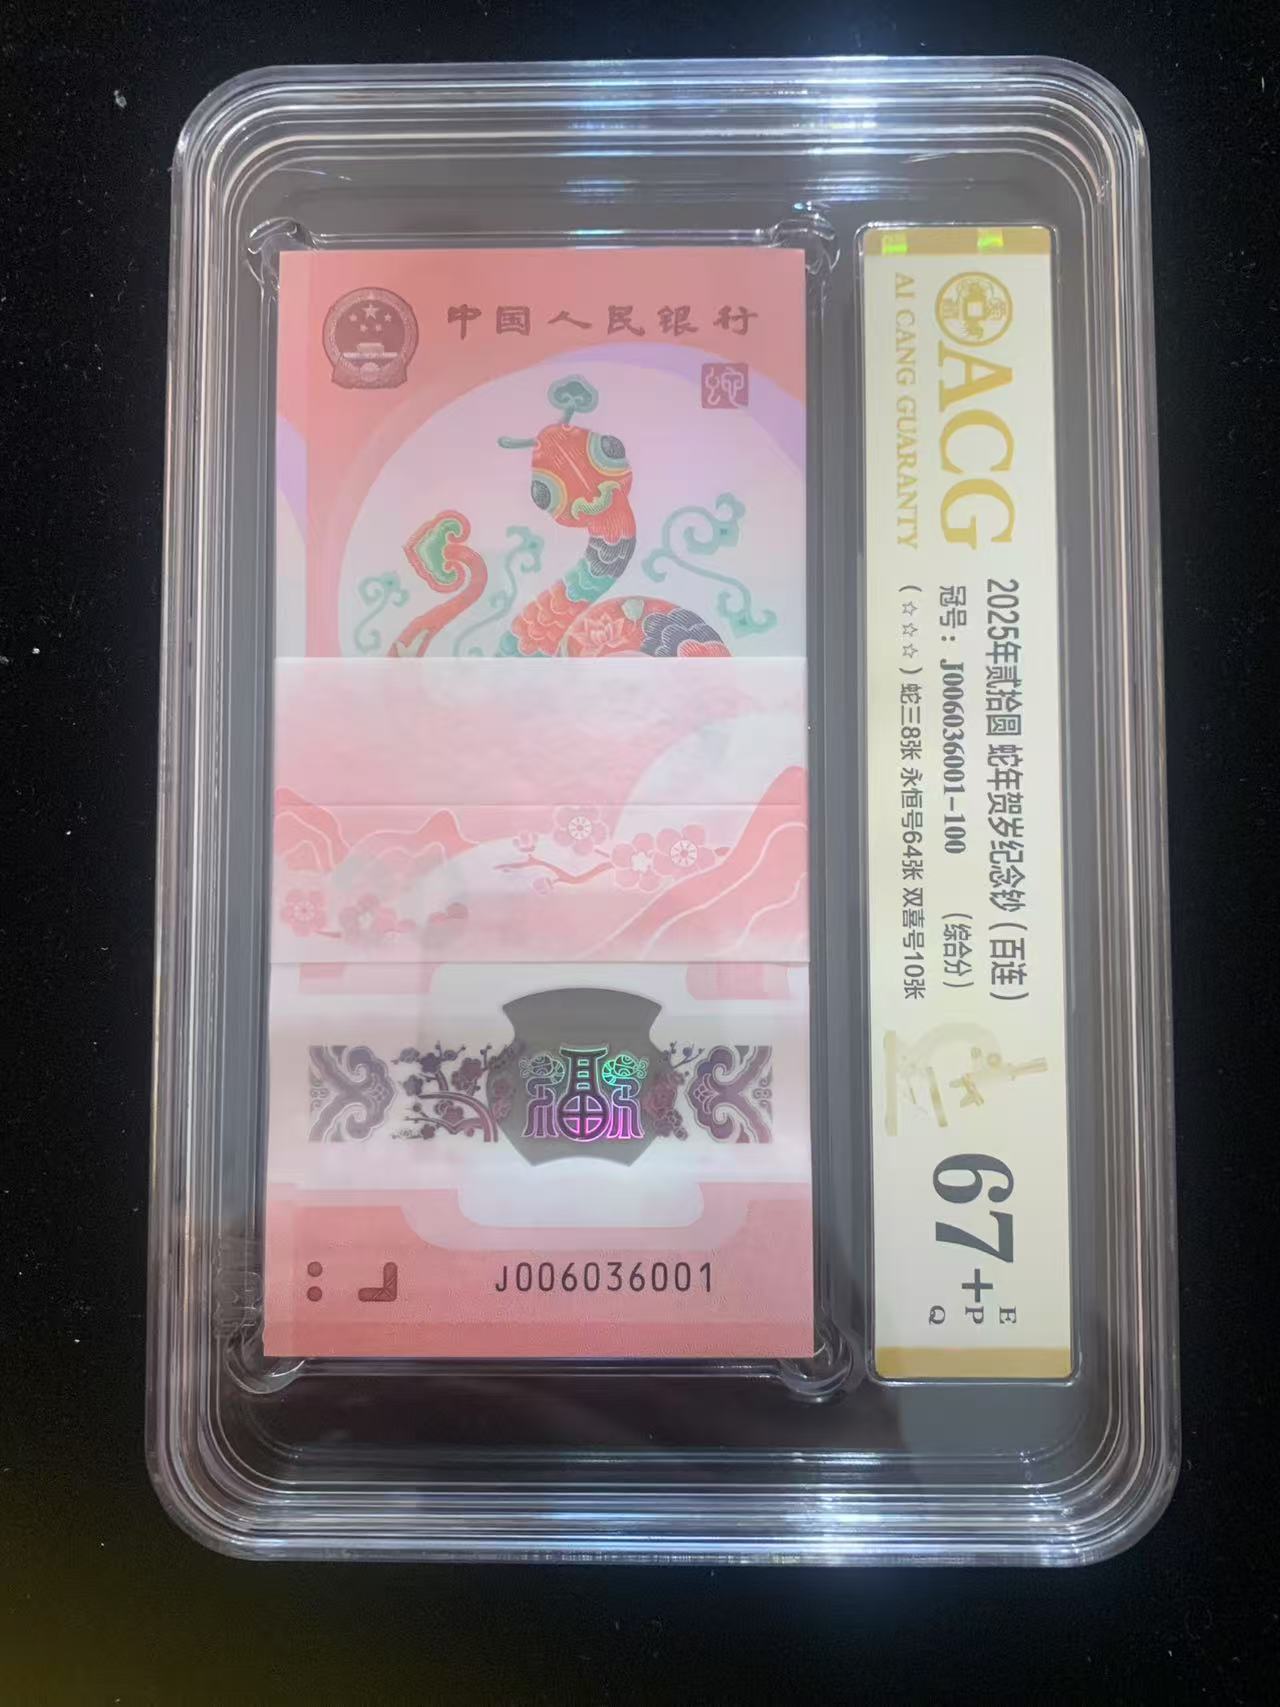 中国人民银行
蛇
J006036001
ACG
AI CANG GUARANTY
2025年贰拾圆 蛇年贺岁纪念钞（百连）
冠号：J006036001-100 （综合分）
（☆☆☆）蛇三8张 永恒号64张 双喜号10张
67+
E
P
Q